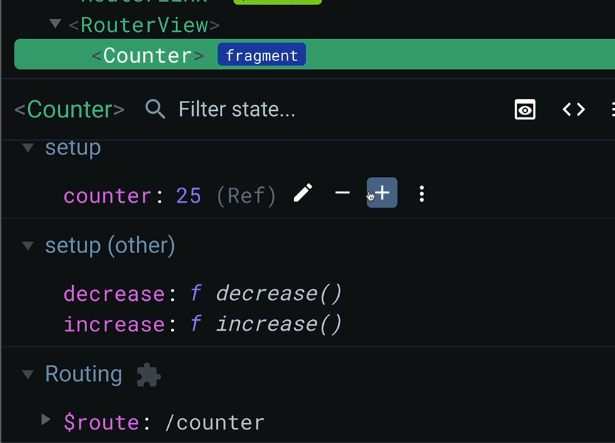 <RouterView>
<Counter> fragment
<Counter> Filter state...
setup
counter: 25 (Ref)
setup (other)
decrease: f decrease()
increase: f increase()
Routing
$route: /counter